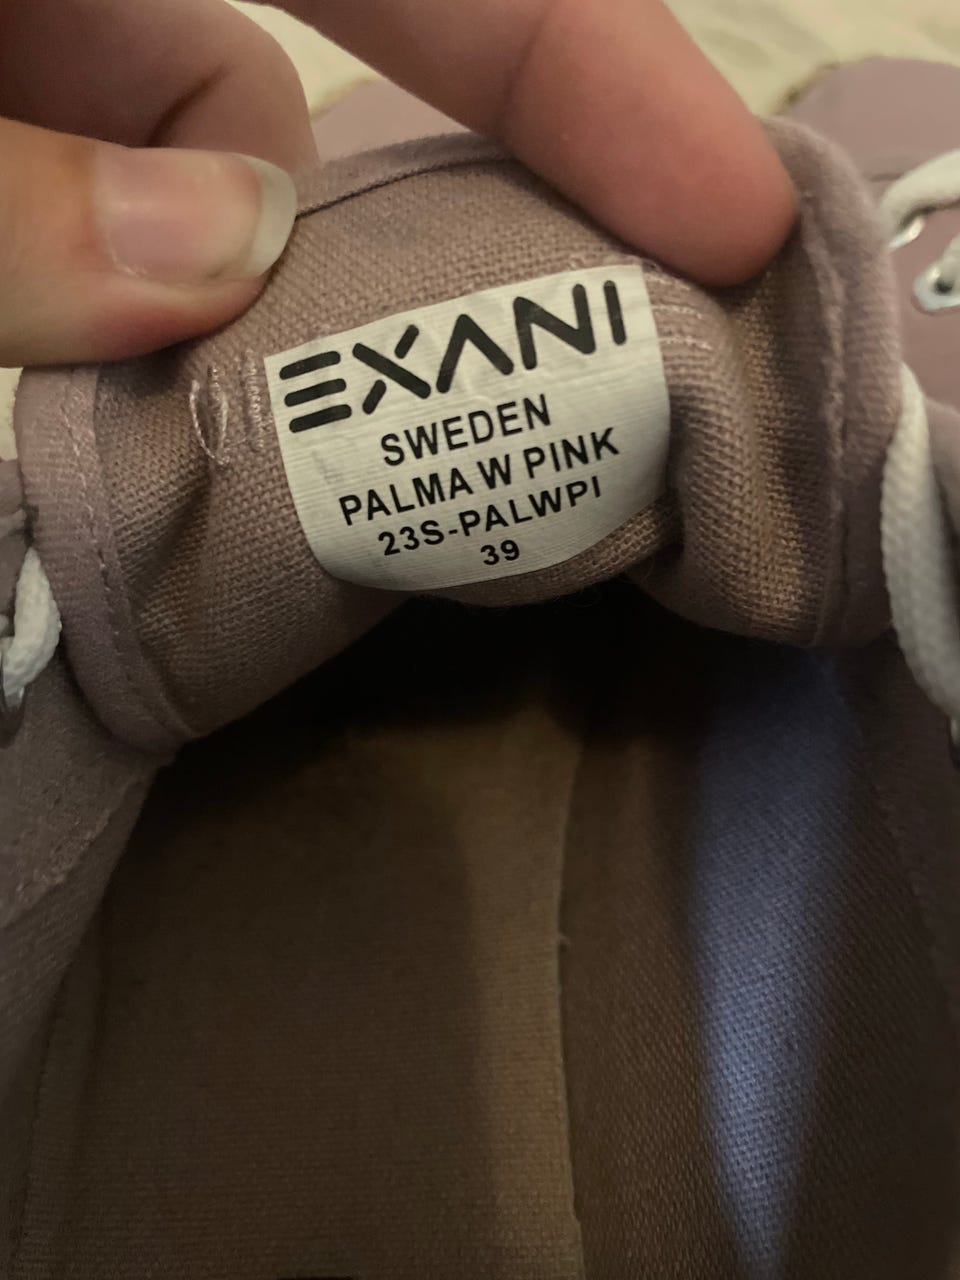 EXANI
SWEDEN
PALMA W PINK
23S-PALWPI
39